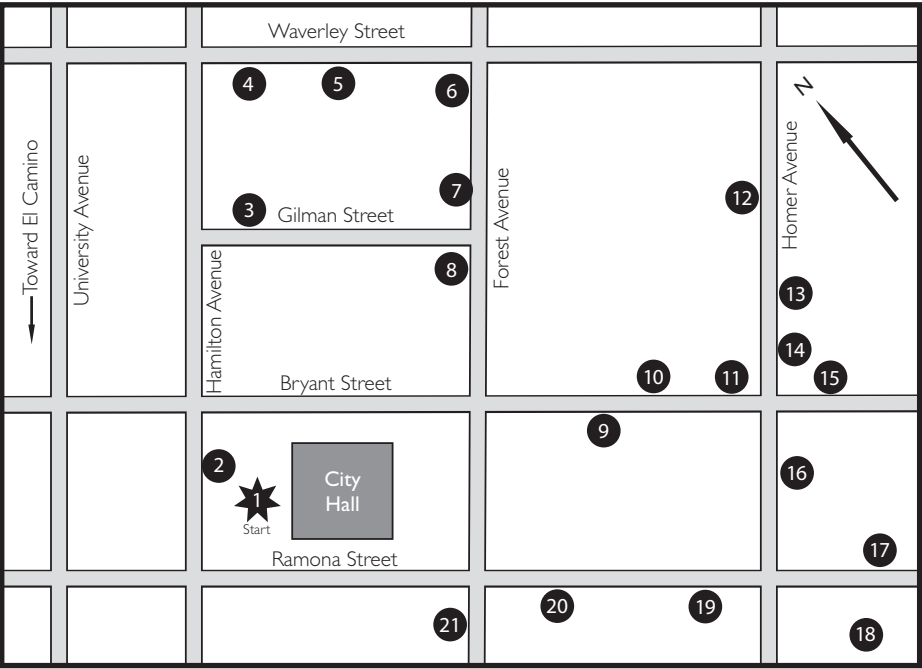 Waverley Street
4
5
6
N
Toward El Camino
University Avenue
Forest Avenue
Homer Avenue
7
12
3
Gilman Street
8
Hamilton Avenue
13
14
Bryant Street
10
11
15
9
2
City
Hall
16
1
Start
Ramona Street
17
20
19
21
18